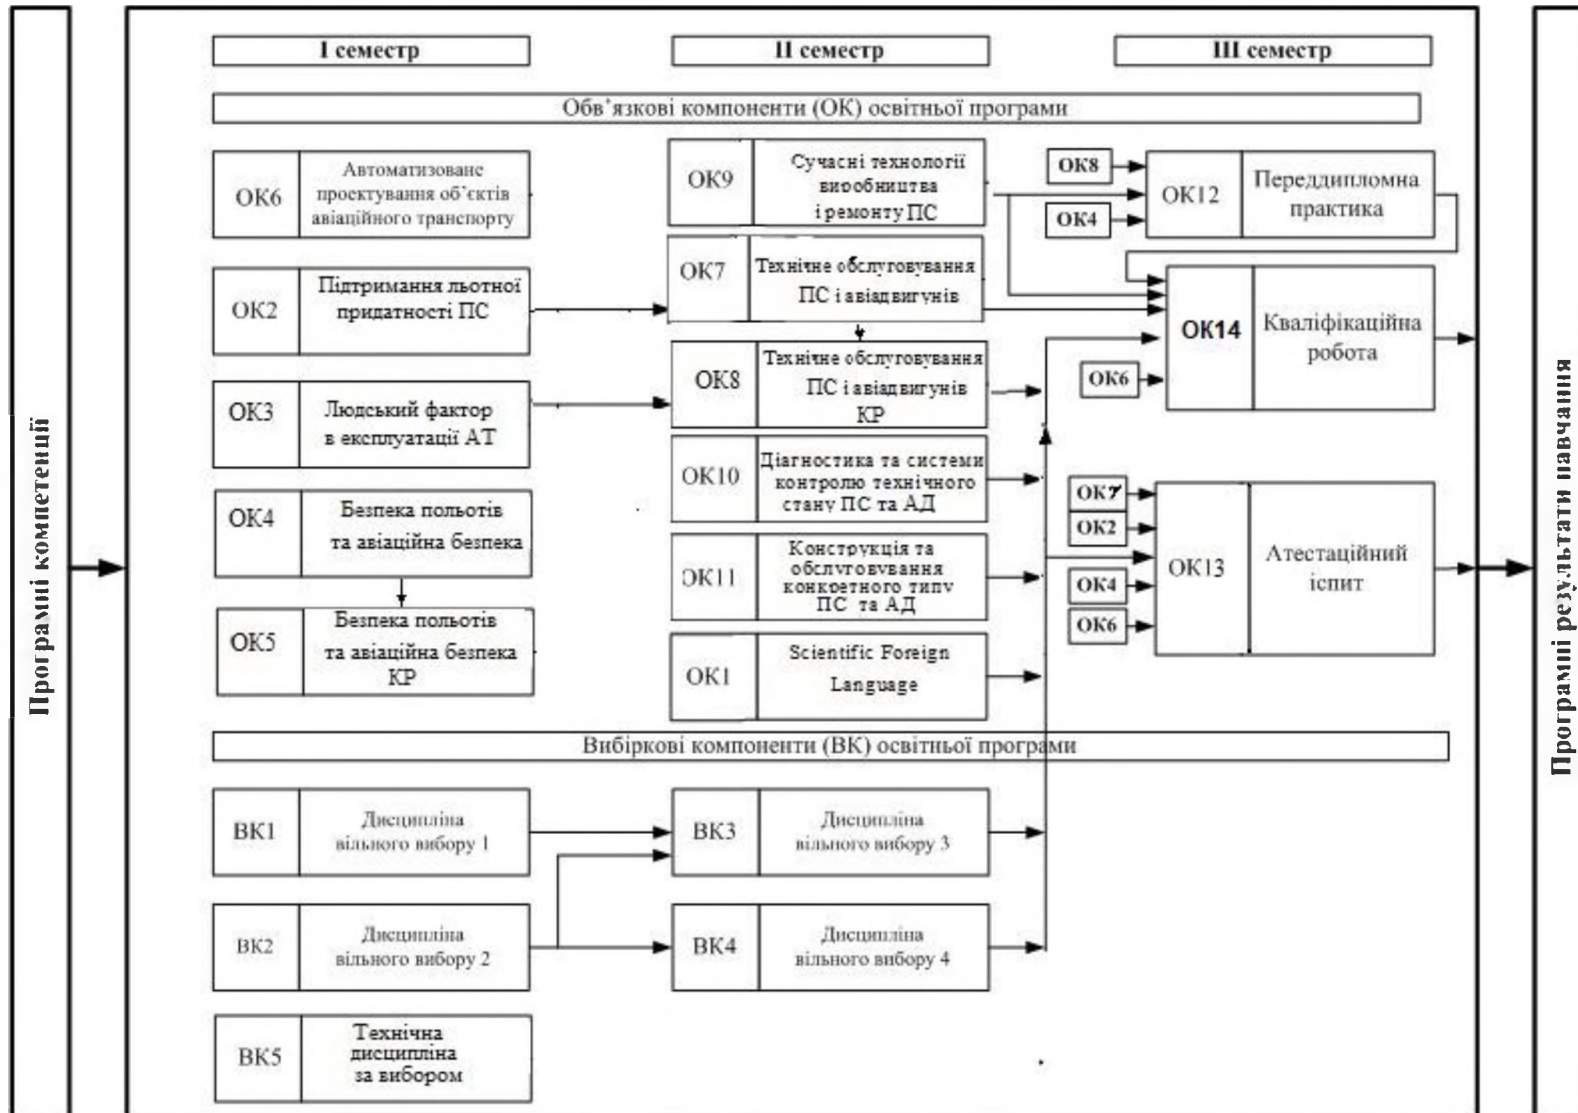 Програмні компетенції
I семестр
II семестр
III семестр
Обв’язкові компоненти (ОК) освітньої програми
ОК6
Автоматизоване
проектування об’єктів
авіаційного транспорту
ОК2
Підтримання льотної
придатності ПС
ОК3
Людський фактор
в експлуатації АТ
ОК4
Безпека польотів
та авіаційна безпека
ОК5
Безпека польотів
та авіаційна безпека
КР
ОК9
Сучасні технології
виробництва
і ремонту ПС
ОК7
Технічне обслуговування
ПС і авіадвигунів
ОК8
Технічне обслуговування
ПС і авіадвигунів
КР
ОК10
Діагностика та системи
контролю технічного
стану ПС та АД
ОК11
Конструкція та
обслуговування
конкретного типу
ПС та АД
ОК1
Scientific Foreign
Language
ОК8
ОК4
ОК12
Переддипломна
практика
ОК6
ОК14
Кваліфікаційна
робота
ОК7
ОК2
ОК4
ОК6
ОК13
Атестаційний
іспит
Вибіркові компоненти (ВК) освітньої програми
ВК1
Дисципліна
вільного вибору 1
ВК2
Дисципліна
вільного вибору 2
ВК5
Технічна
дисципліна
за вибором
ВК3
Дисципліна
вільного вибору 3
ВК4
Дисципліна
вільного вибору 4
Програмні результати навчання